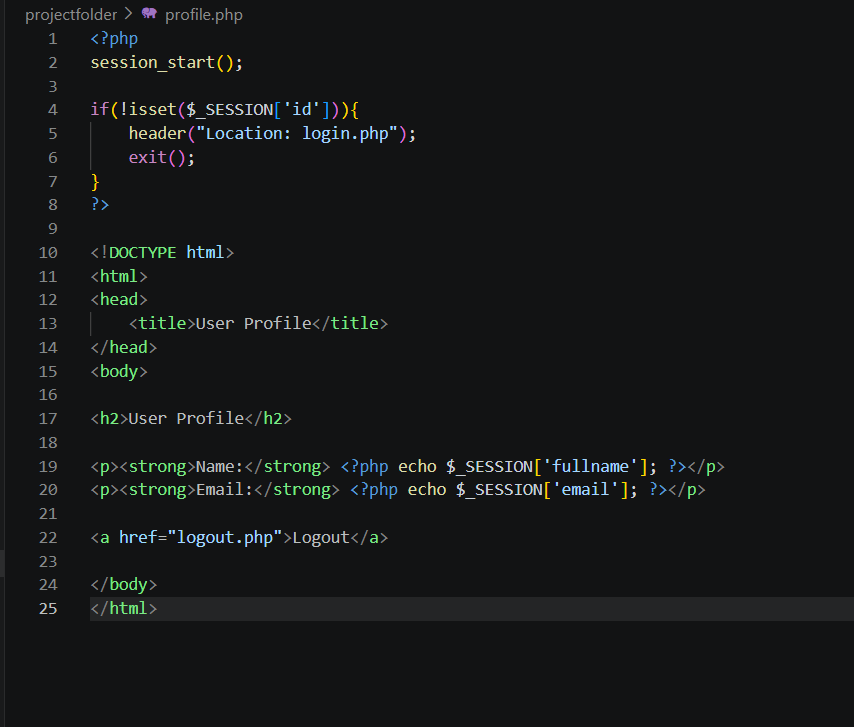 projectfolder > profile.php
1 <?php
2 session_start();
3
4 if(!isset($_SESSION['id'])){
5     header("Location: login.php");
6     exit();
7 }
8 ?>
9
10 <!DOCTYPE html>
11 <html>
12 <head>
13     <title>User Profile</title>
14 </head>
15 <body>
16
17 <h2>User Profile</h2>
18
19 <p><strong>Name:</strong> <?php echo $_SESSION['fullname']; ?></p>
20 <p><strong>Email:</strong> <?php echo $_SESSION['email']; ?></p>
21
22 <a href="logout.php">Logout</a>
23
24 </body>
25 </html>